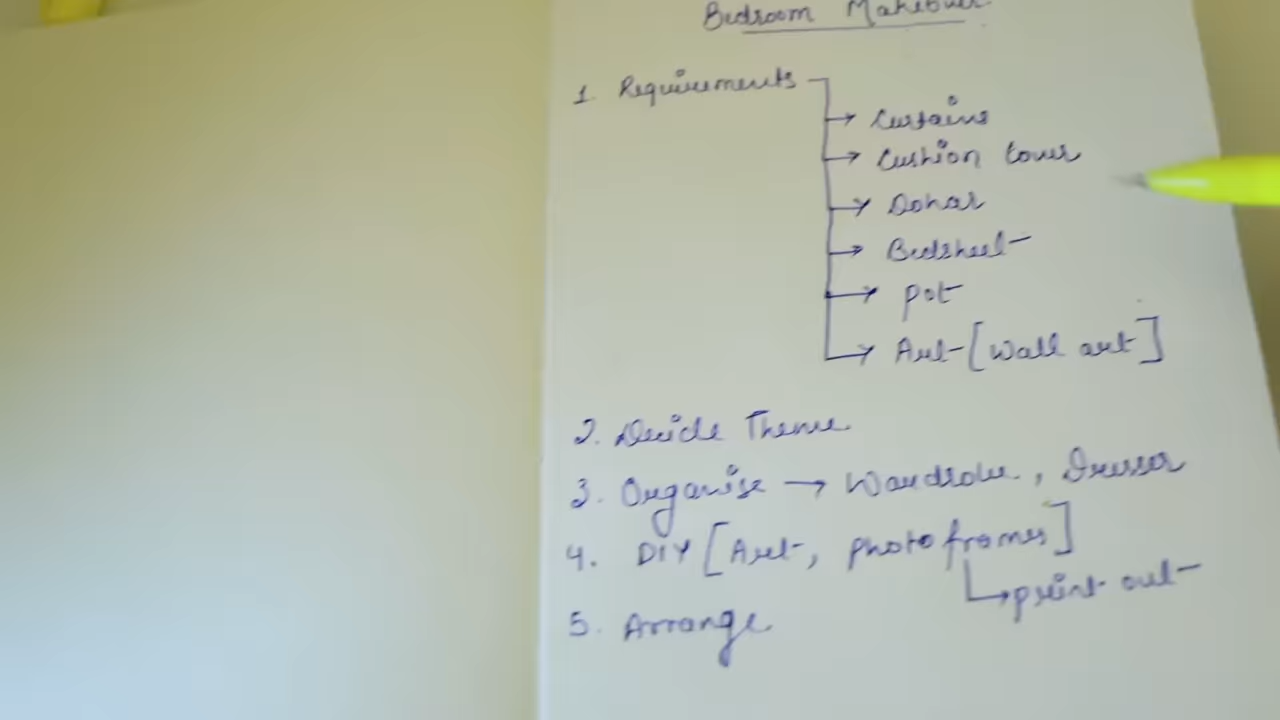 Bedroom Makeover
1. Requirements
→ Curtains
→ Cushion Cover
→ Dohar
→ Bedsheet
→ Pot
→ Art [Wall art]
2. Decide Theme
3. Organise → Wardrobe, Dresser
4. DIY [Art, photo frames]
→ print out
5. Arrange